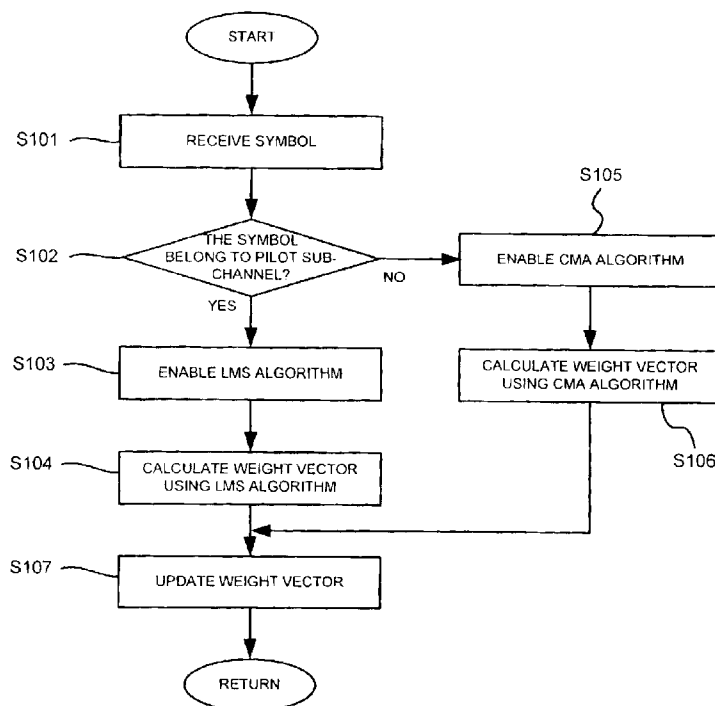 START
S101
RECEIVE SYMBOL
S102
THE SYMBOL
BELONG TO PILOT SUB-
CHANNEL?
NO
YES
S105
ENABLE CMA ALGORITHM
S103
ENABLE LMS ALGORITHM
CALCULATE WEIGHT VECTOR
USING CMA ALGORITHM
S106
S104
CALCULATE WEIGHT VECTOR
USING LMS ALGORITHM
S107
UPDATE WEIGHT VECTOR
RETURN